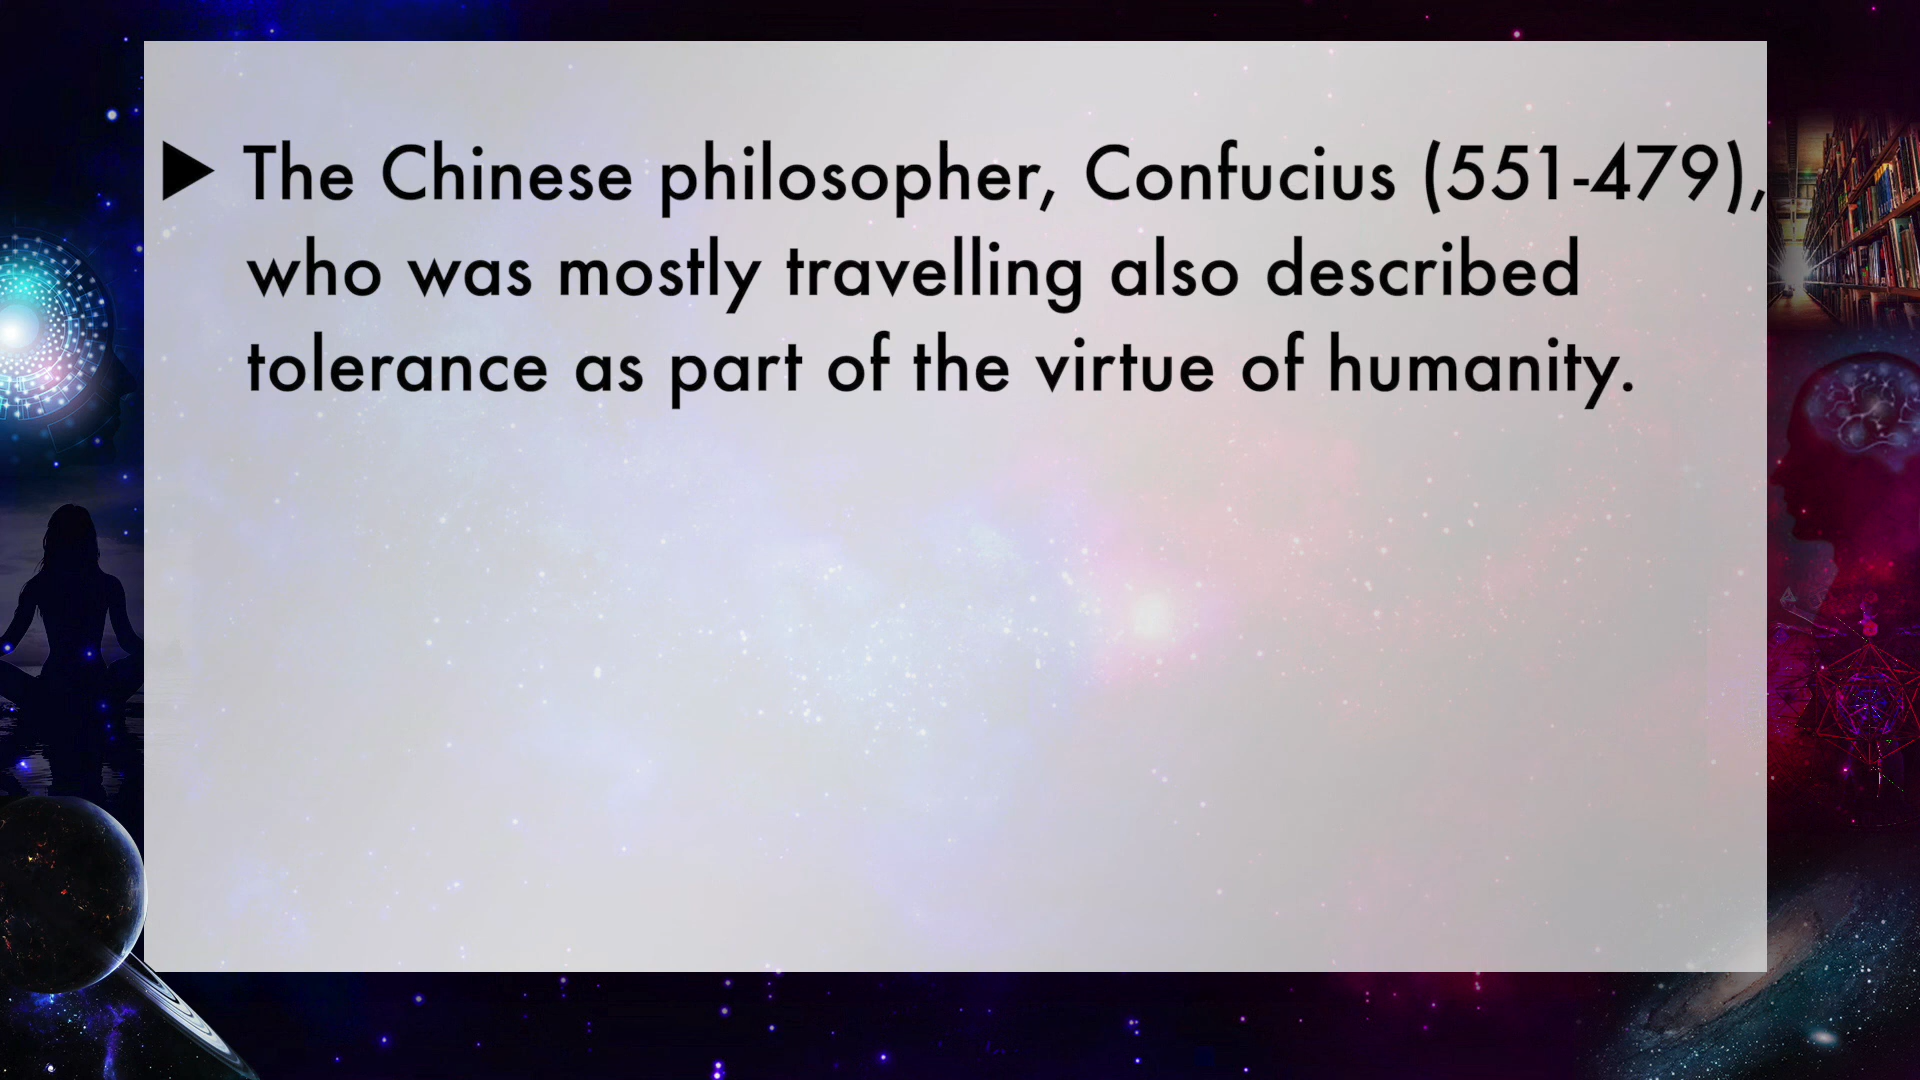 ▶ The Chinese philosopher, Confucius (551-479),
who was mostly travelling also described
tolerance as part of the virtue of humanity.